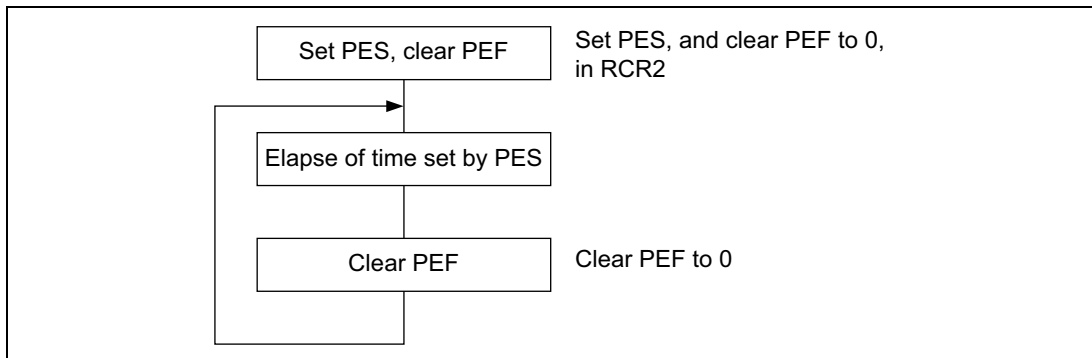 Set PES, clear PEF
Set PES, and clear PEF to 0,
in RCR2
Elapse of time set by PES
Clear PEF
Clear PEF to 0